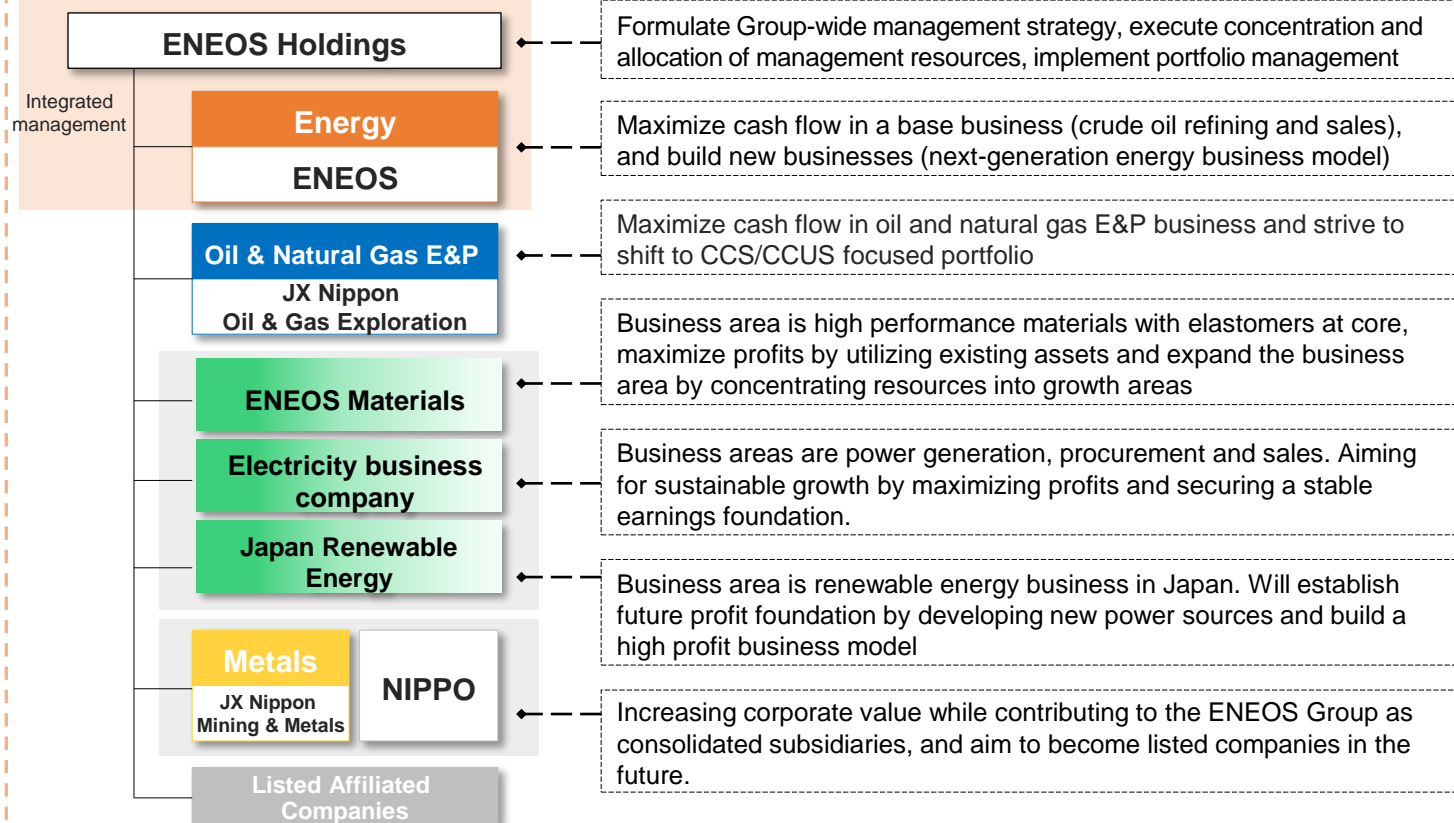 ENEOS Holdings
Formulate Group-wide management strategy, execute concentration and
allocation of management resources, implement portfolio management
Integrated
management
Energy
ENEOS
Maximize cash flow in a base business (crude oil refining and sales),
and build new businesses (next-generation energy business model)
Oil & Natural Gas E&P
JX Nippon
Oil & Gas Exploration
Maximize cash flow in oil and natural gas E&P business and strive to
shift to CCS/CCUS focused portfolio
ENEOS Materials
Business area is high performance materials with elastomers at core,
maximize profits by utilizing existing assets and expand the business
area by concentrating resources into growth areas
Electricity business
company
Business areas are power generation, procurement and sales. Aiming
for sustainable growth by maximizing profits and securing a stable
earnings foundation.
Japan Renewable
Energy
Business area is renewable energy business in Japan. Will establish
future profit foundation by developing new power sources and build a
high profit business model
Metals
JX Nippon
Mining & Metals
NIPPO
Increasing corporate value while contributing to the ENEOS Group as
consolidated subsidiaries, and aim to become listed companies in the
future.
Listed Affiliated
Companies